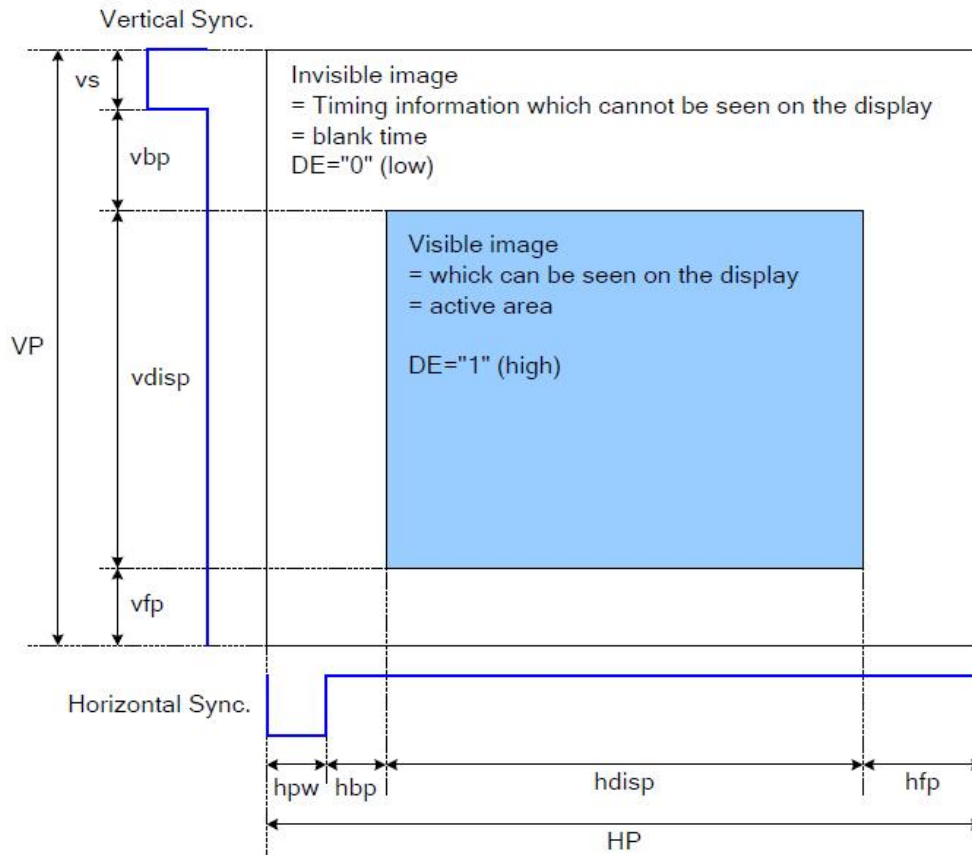 Vertical Sync.
vs
Invisible image
= Timing information which cannot be seen on the display
= blank time
DE="0" (low)
vbp
Visible image
= whick can be seen on the display
= active area
DE="1" (high)
VP
vdisp
vfp
Horizontal Sync.
hpw
hbp
hdisp
hfp
HP